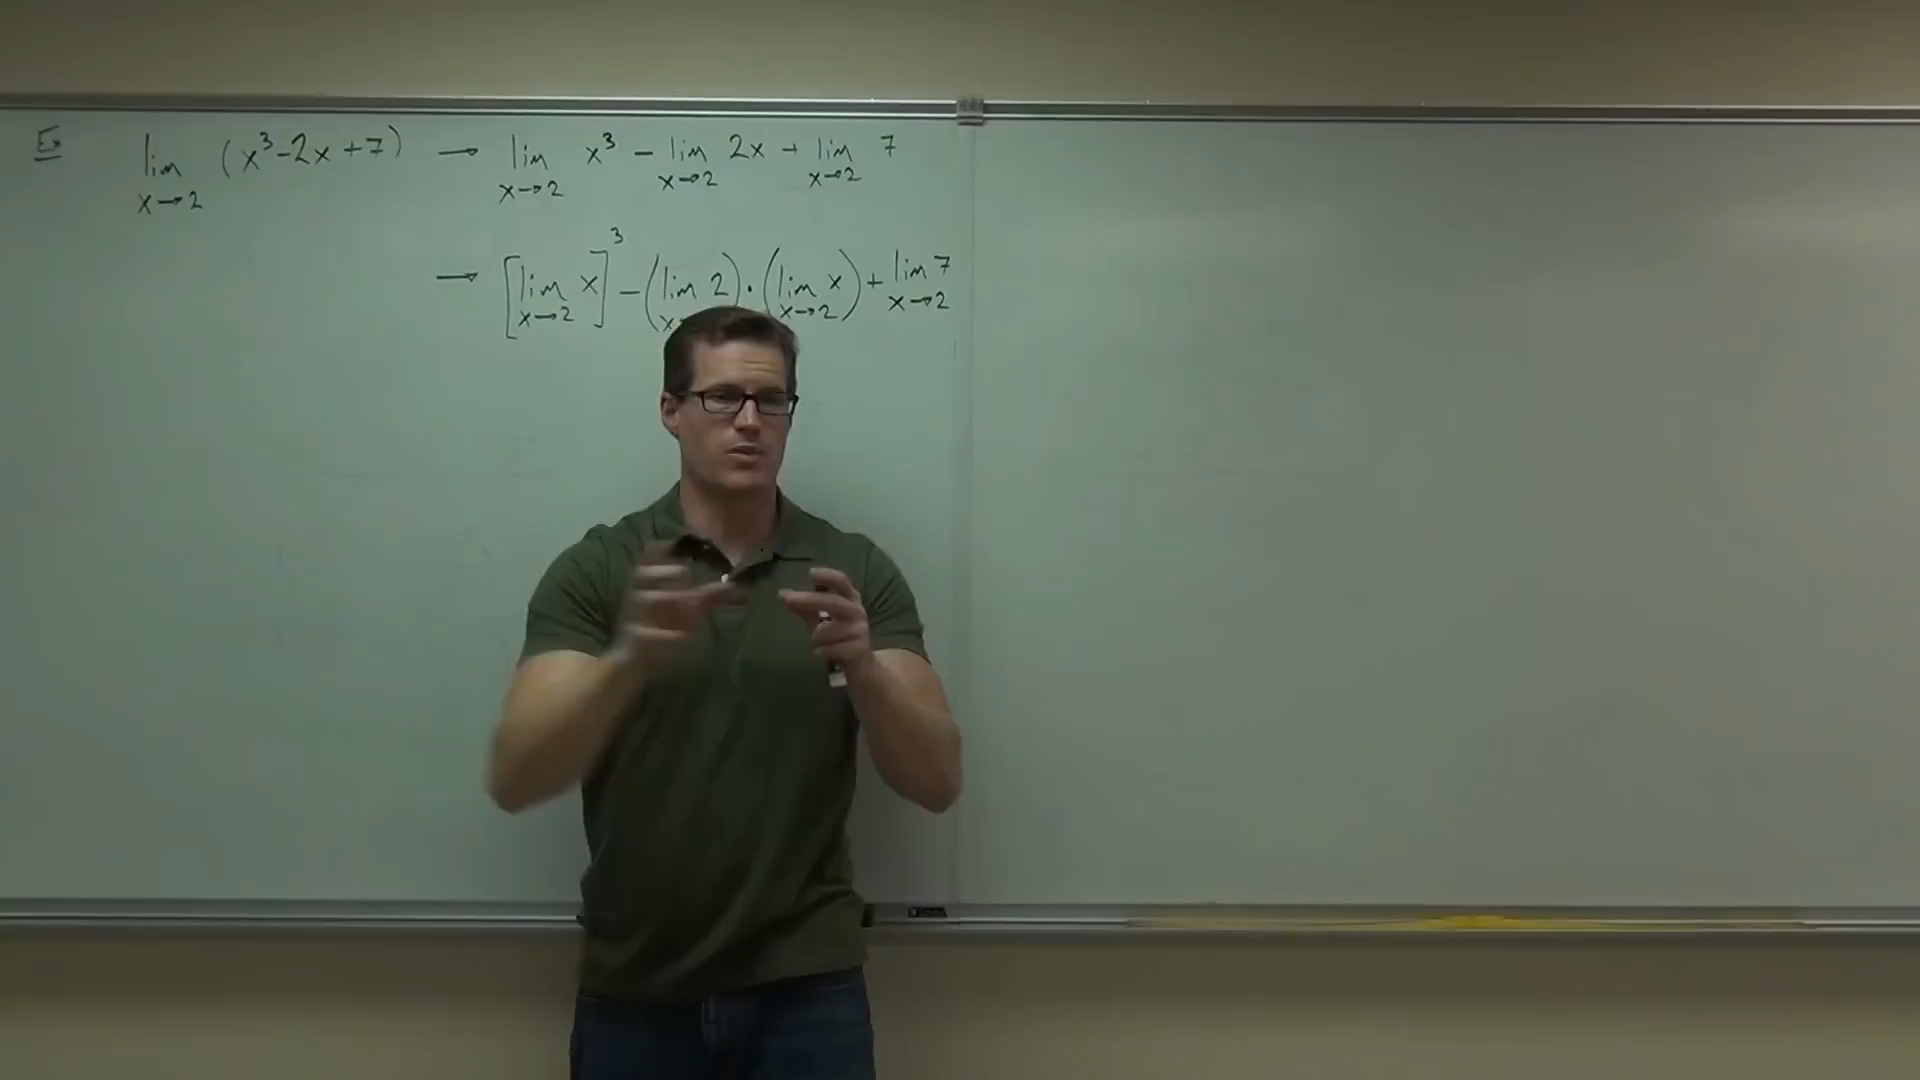 Ex lim (x³-2x+7) → lim x³ - lim 2x + lim 7
x→2 x→2 x→2 x→2
→ [lim x]³ - (lim 2)·(lim x) + lim 7
x→2 x→2 x→2